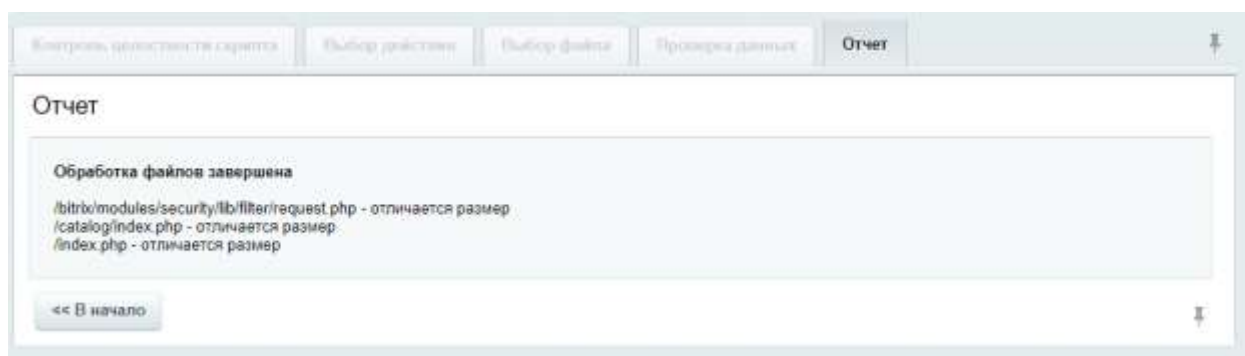 Контроль целостности скрипта
Выбор действия
Выбор файла
Проверка данных
Отчет
Отчет
Обработка файлов завершена
/bitrix/modules/security/lib/filter/request.php - отличается размер
/catalog/index.php - отличается размер
/index.php - отличается размер
<< В начало